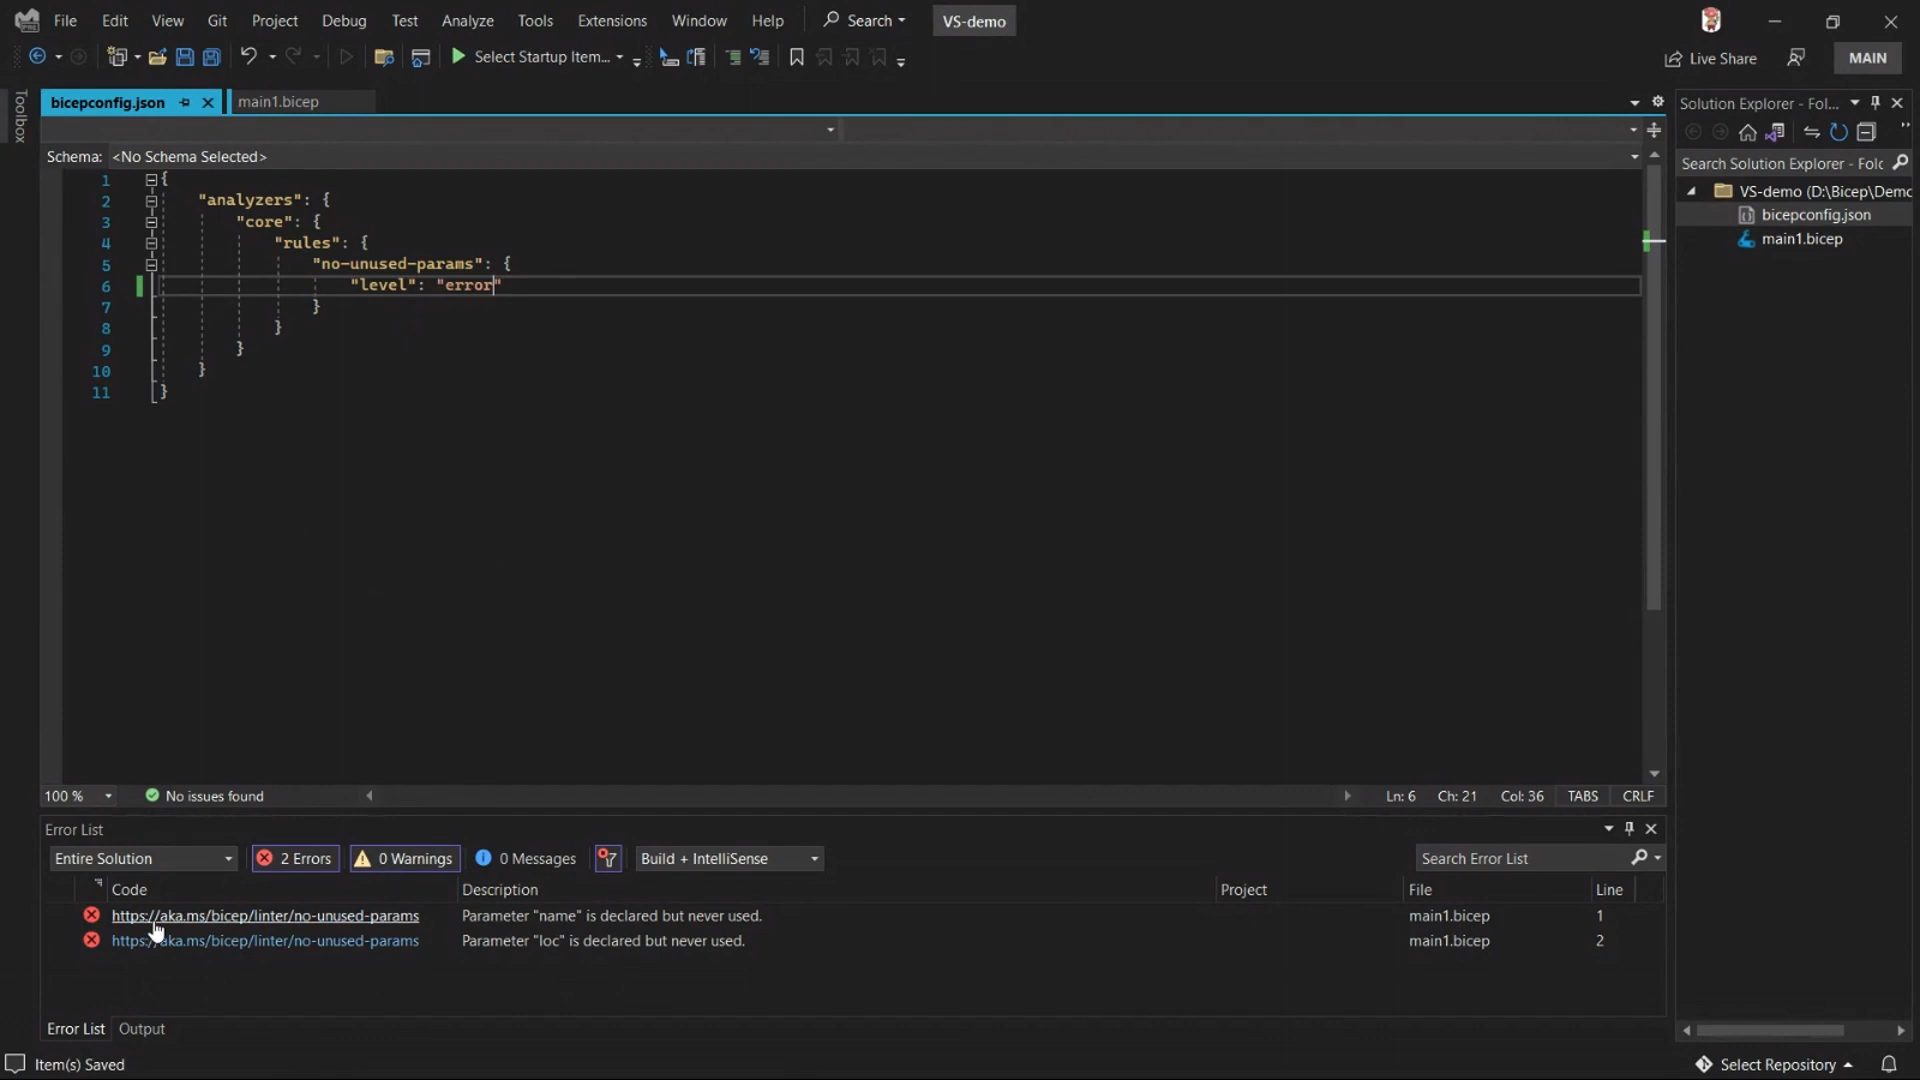 File Edit View Git Project Debug Test Analyze Tools Extensions Window Help Search VS-demo
Select Startup Item... Live Share MAIN
Toolbox
bicepconfig.json main1.bicep
Schema: <No Schema Selected>
1 {
2 "analyzers": {
3 "core": {
4 "rules": {
5 "no-unused-params": {
6 "level": "error"
7 }
8 }
9 }
10 }
11 }
100 % No issues found Ln: 6 Ch: 21 Col: 36 TABS CRLF
Solution Explorer - Fol...
Search Solution Explorer - Fold
VS-demo (D:\Bicep\Demo
bicepconfig.json
main1.bicep
Error List
Entire Solution 2 Errors 0 Warnings 0 Messages Build + IntelliSense Search Error List
Code Description Project File Line
https://aka.ms/bicep/linter/no-unused-params Parameter "name" is declared but never used. main1.bicep 1
https://aka.ms/bicep/linter/no-unused-params Parameter "loc" is declared but never used. main1.bicep 2
Error List Output
Item(s) Saved Select Repository